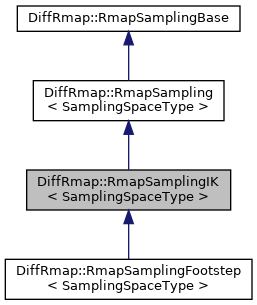 DiffRmap::RmapSamplingBase
DiffRmap::RmapSampling
< SamplingSpaceType >
DiffRmap::RmapSamplingIK
< SamplingSpaceType >
DiffRmap::RmapSamplingFootstep
< SamplingSpaceType >